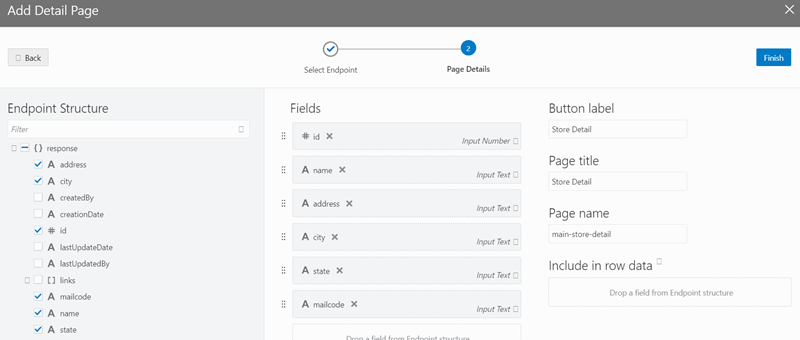 Add Detail Page
Back
Select Endpoint
2
Page Details
Finish
Endpoint Structure
Filter
{ } response
A address
A city
A createdBy
A creationDate
# id
A lastUpdateDate
A lastUpdatedBy
[ ] links
A mailcode
A name
A state
Fields
# id
Input Number
A name
Input Text
A address
Input Text
A city
Input Text
A state
Input Text
A mailcode
Input Text
Drop a field from Endpoint structure
Button label
Store Detail
Page title
Store Detail
Page name
main-store-detail
Include in row data
Drop a field from Endpoint structure